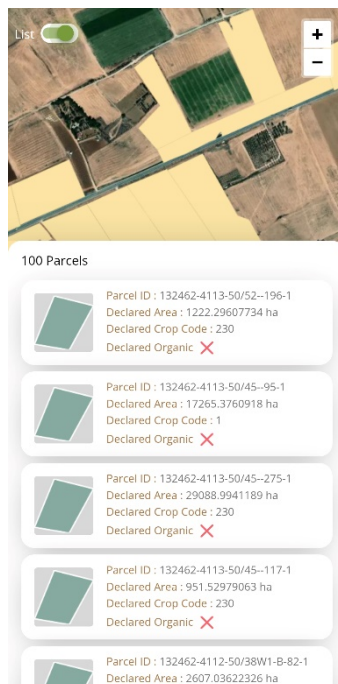 List
+
−
100 Parcels
Parcel ID : 132462-4113-50/52--196-1
Declared Area : 1222.29607734 ha
Declared Crop Code : 230
Declared Organic
Parcel ID : 132462-4113-50/45--95-1
Declared Area : 17265.3760918 ha
Declared Crop Code : 1
Declared Organic
Parcel ID : 132462-4113-50/45--275-1
Declared Area : 29088.9941189 ha
Declared Crop Code : 230
Declared Organic
Parcel ID : 132462-4113-50/45--117-1
Declared Area : 951.52979063 ha
Declared Crop Code : 230
Declared Organic
Parcel ID : 132462-4112-50/38W1-B-82-1
Declared Area : 2607.03622326 ha